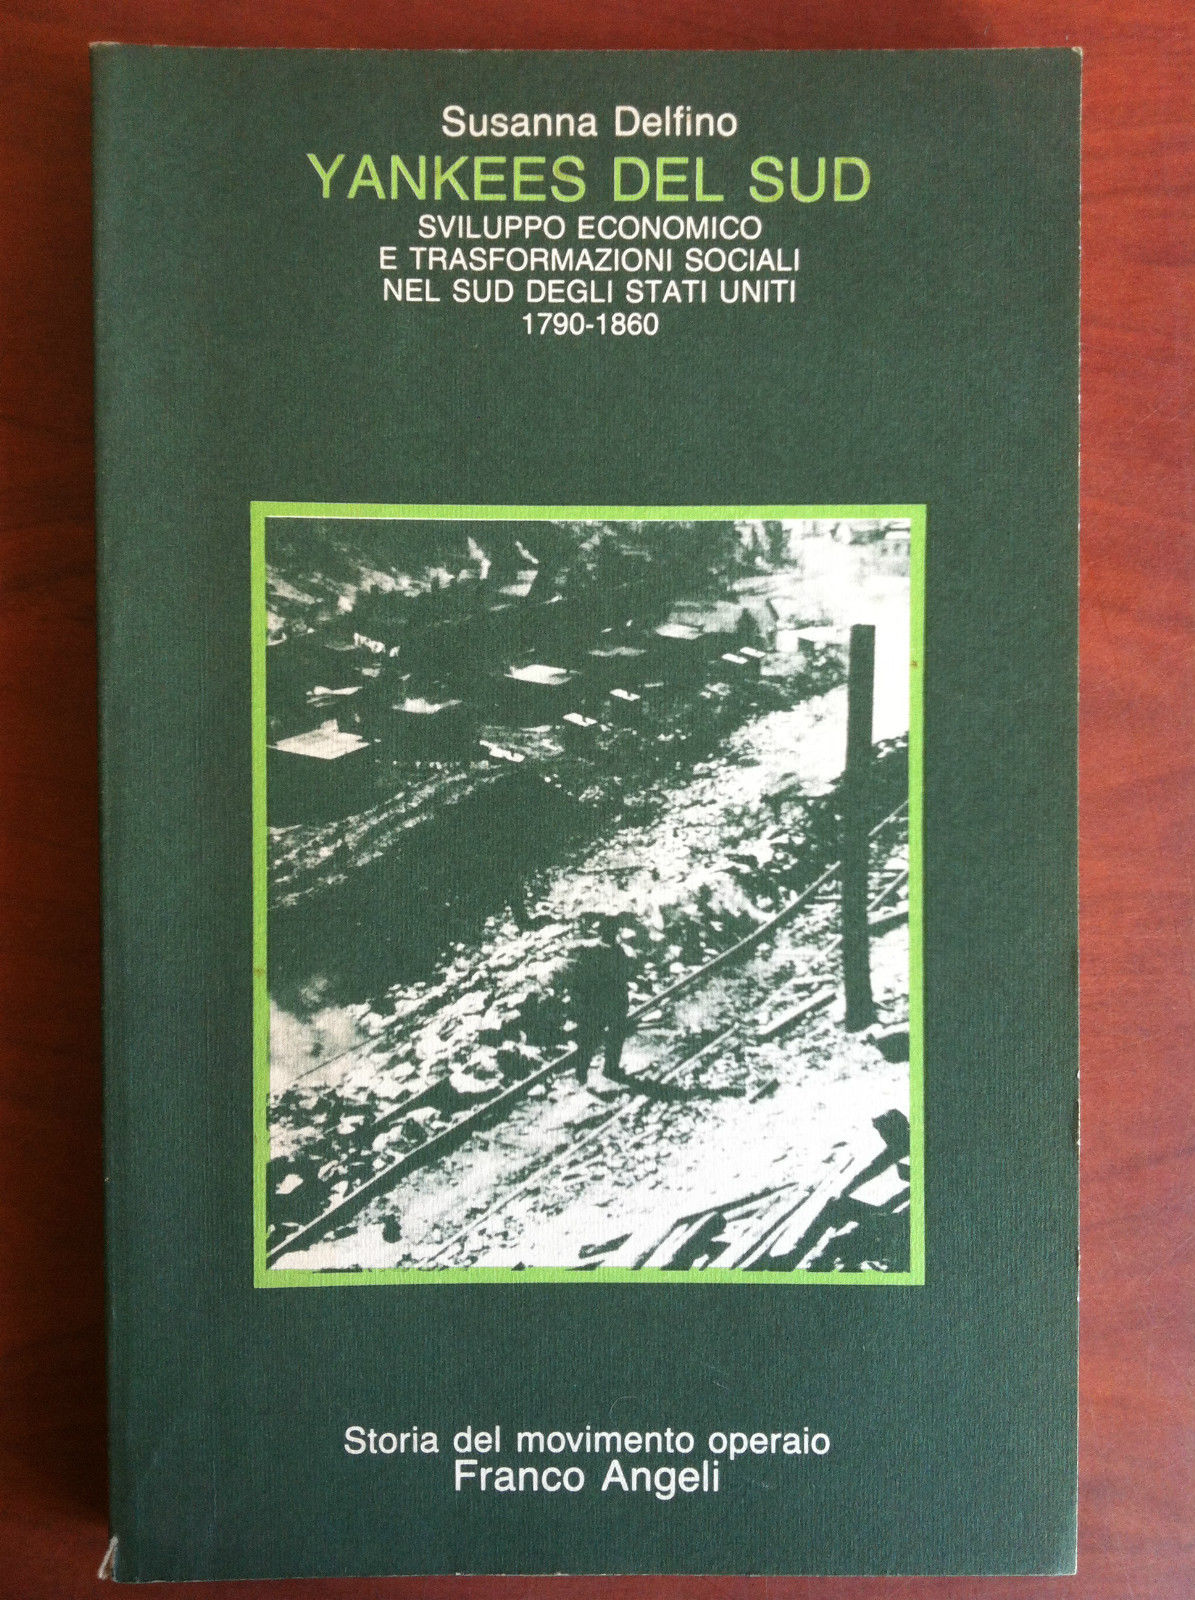 Susanna Delfino
YANKEES DEL SUD
SVILUPPO ECONOMICO
E TRASFORMAZIONI SOCIALI
NEL SUD DEGLI STATI UNITI
1790-1860
Storia del movimento operaio
Franco Angeli